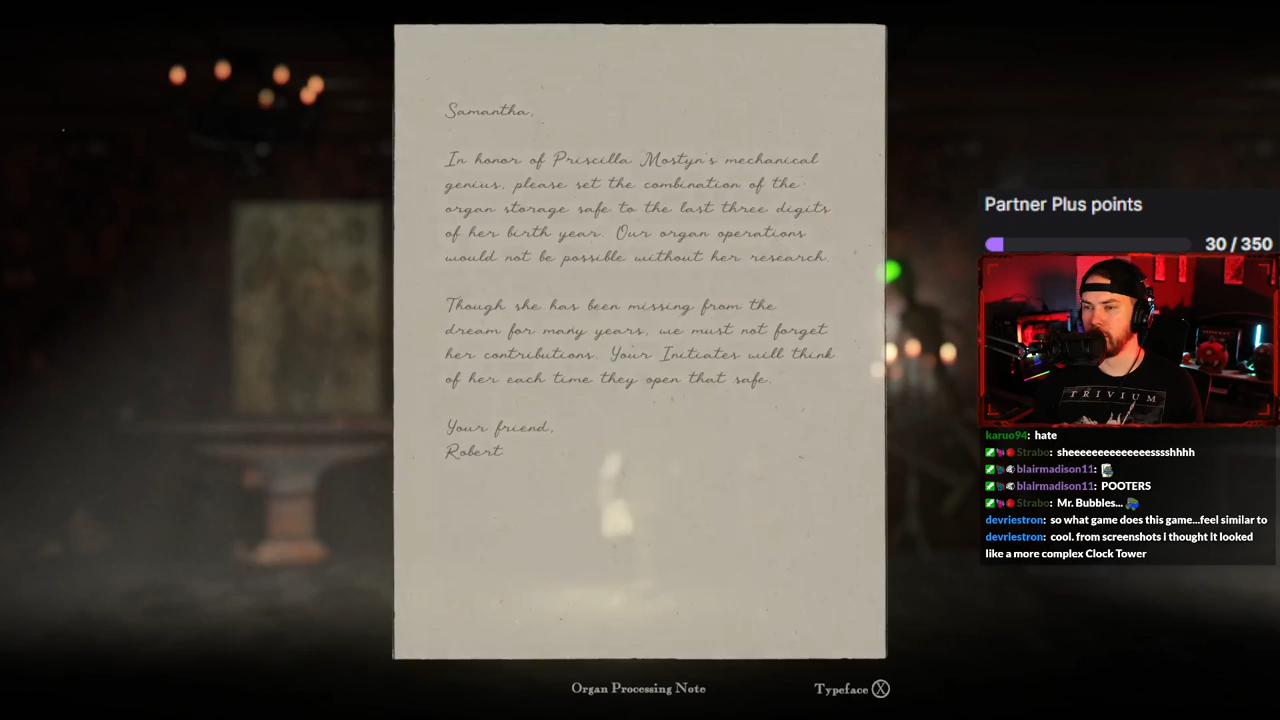 Samantha,
In honor of Priscilla Mostyn's mechanical
genius, please set the combination of the
organ storage safe to the last three digits
of her birth year. Our organ operations
would not be possible without her research.
Though she has been missing from the
dream for many years, we must not forget
her contributions. Your Initiates will think
of her each time they open that safe.
Your friend,
Robert
Organ Processing Note
Typeface X
Partner Plus points
30 / 350
TRIVIUM
karuo94: hate
Strabo: sheeeeeeeeeeeeesssshhhh
blairmadison11:
blairmadison11: POOTERS
Strabo: Mr. Bubbles...
devriestron: so what game does this game...feel similar to
devriestron: cool. from screenshots i thought it looked
like a more complex Clock Tower